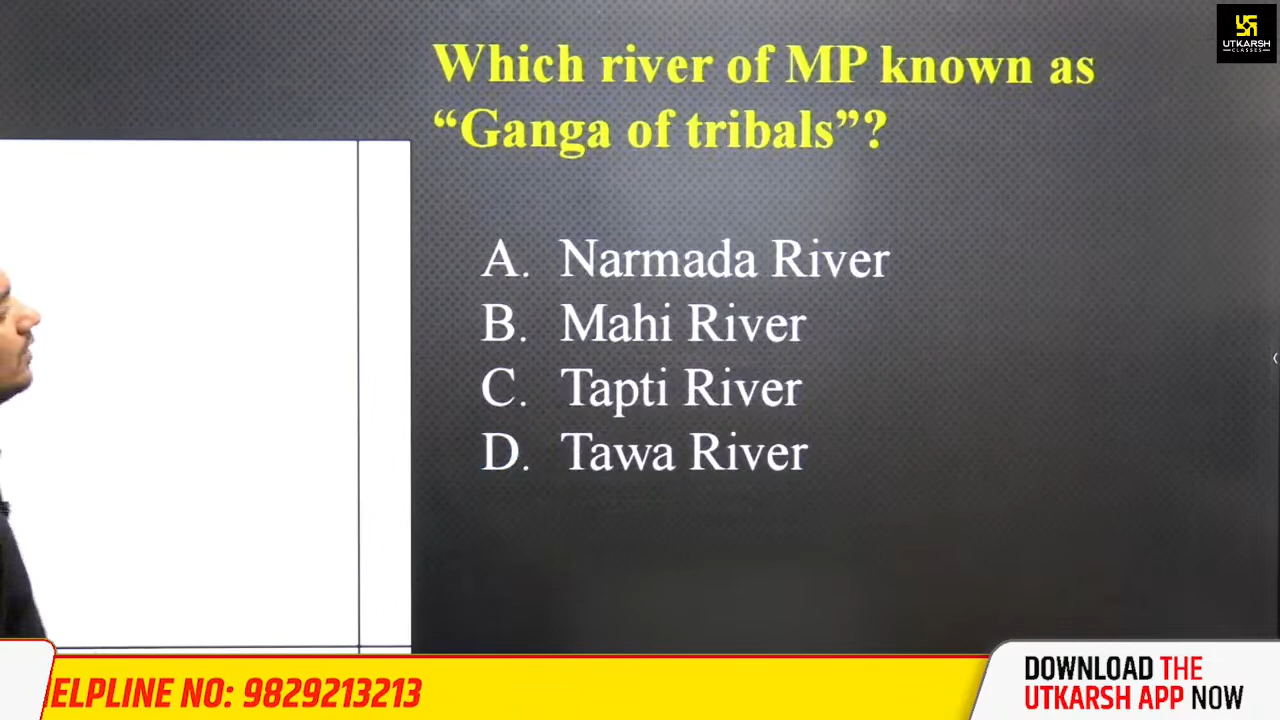 UTKARSH
CLASSES
Which river of MP known as
“Ganga of tribals”?
A. Narmada River
B. Mahi River
C. Tapti River
D. Tawa River
ELPLINE NO: 9829213213
DOWNLOAD THE
UTKARSH APP NOW